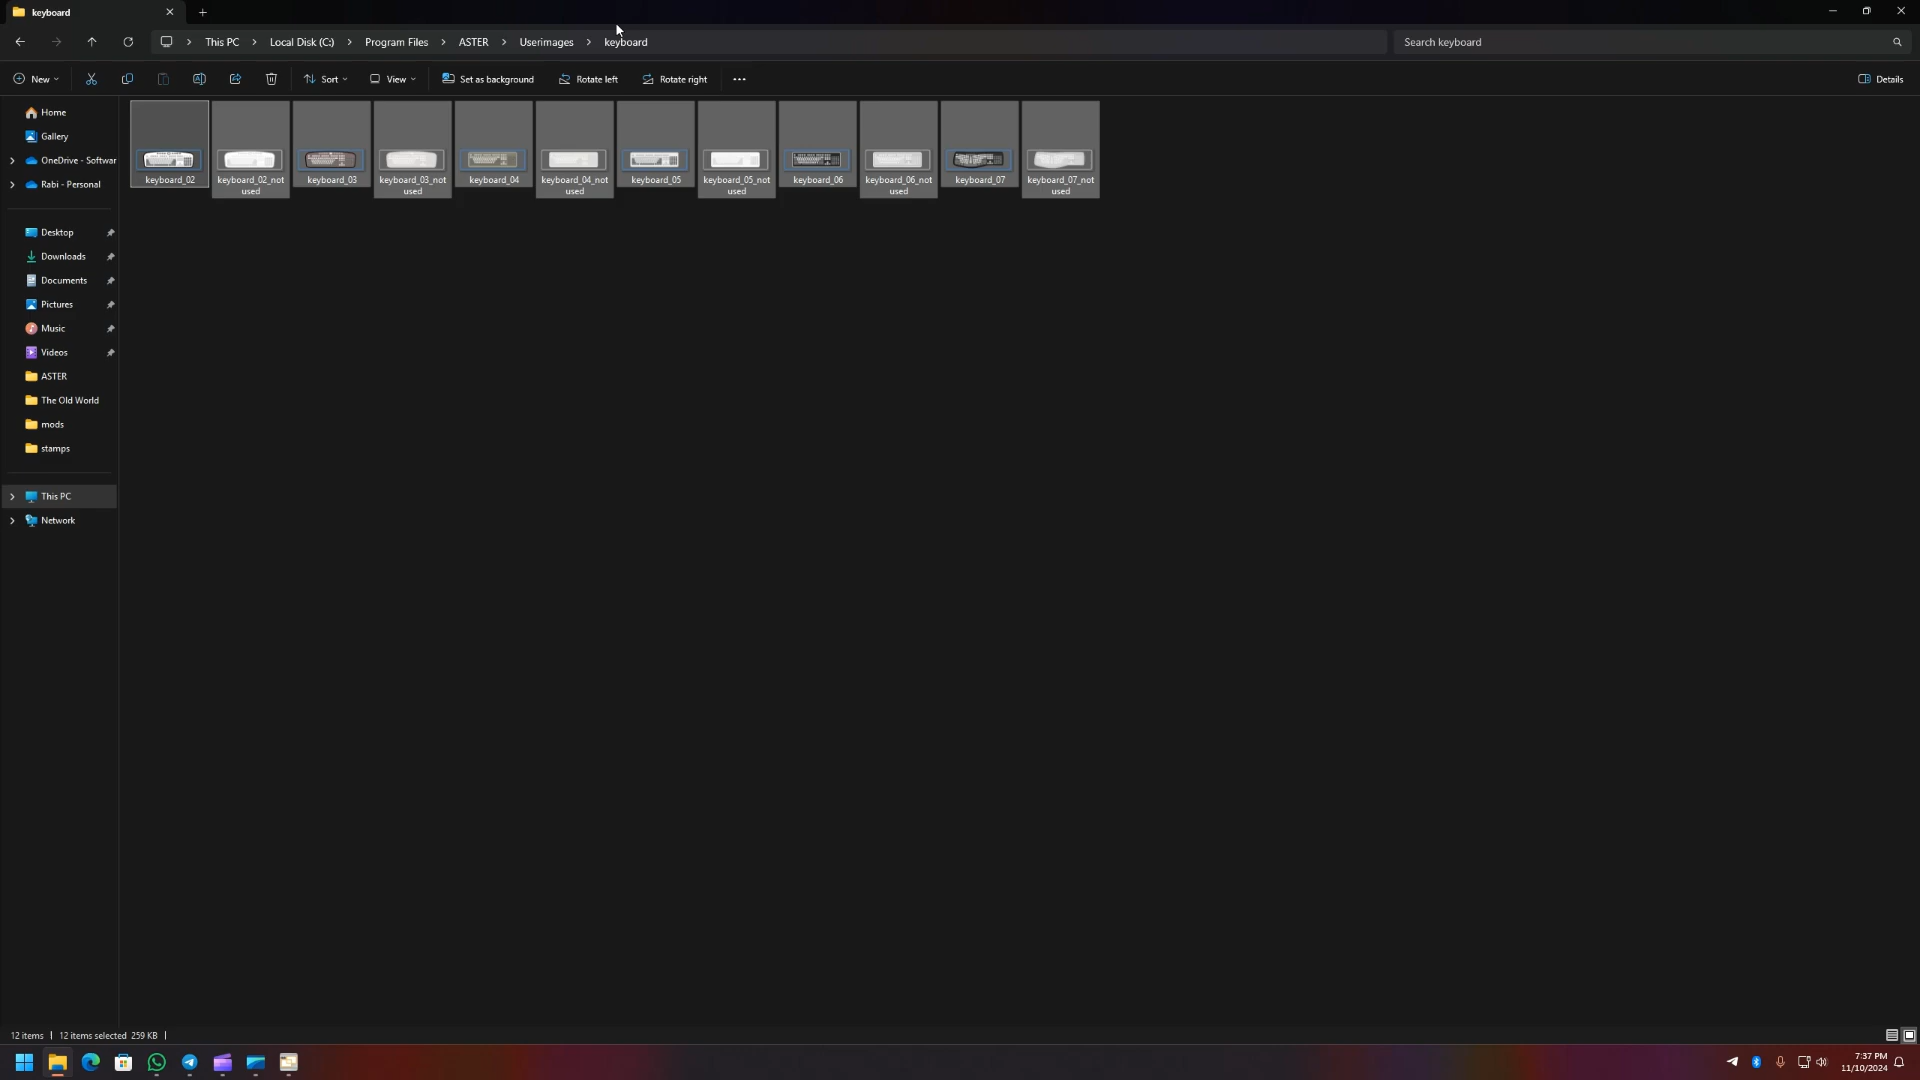 keyboard
This PC > Local Disk (C:) > Program Files > ASTER > Userimages > keyboard
Search keyboard
New
Sort
View
Set as background
Rotate left
Rotate right
Details
Home
Gallery
OneDrive - Softwar
Rabi - Personal
Desktop
Downloads
Documents
Pictures
Music
Videos
ASTER
The Old World
mods
stamps
This PC
Network
keyboard_02
keyboard_02_not
used
keyboard_03
keyboard_03_not
used
keyboard_04
keyboard_04_not
used
keyboard_05
keyboard_05_not
used
keyboard_06
keyboard_06_not
used
keyboard_07
keyboard_07_not
used
12 items | 12 items selected 259 KB |
7:37 PM
11/10/2024